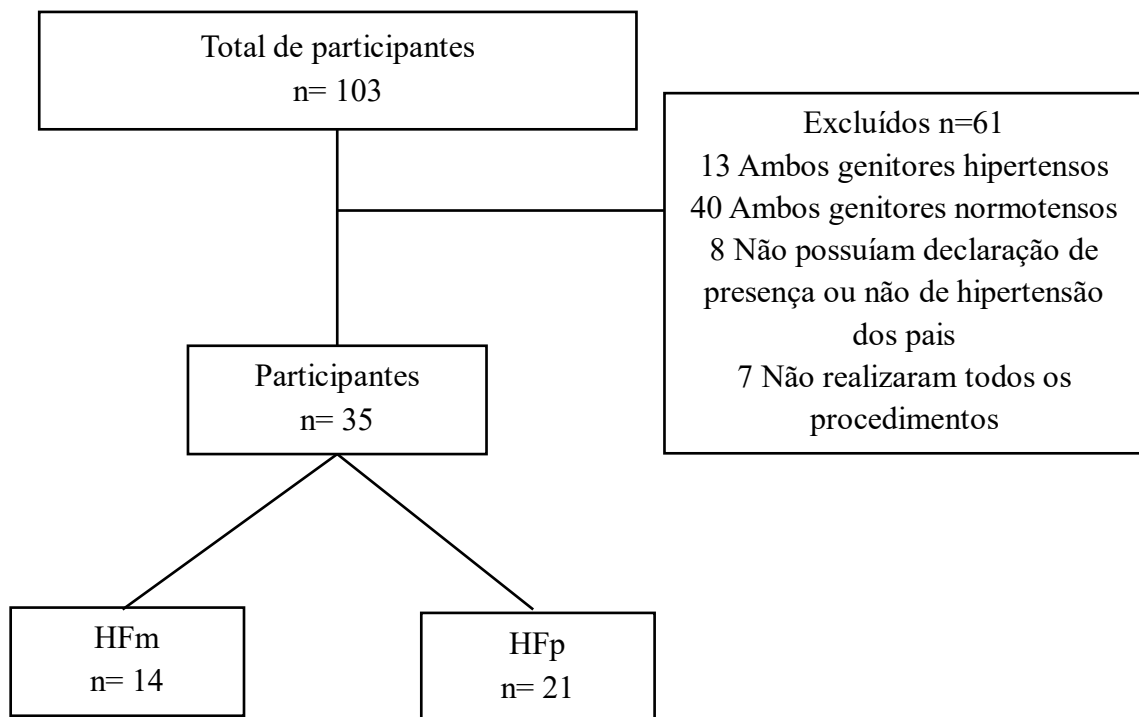 Total de participantes
n= 103
Excluídos n=61
13 Ambos genitores hipertensos
40 Ambos genitores normotensos
8 Não possuíam declaração de
presença ou não de hipertensão
dos pais
7 Não realizaram todos os
procedimentos
Participantes
n= 35
HFm
n= 14
HFp
n= 21